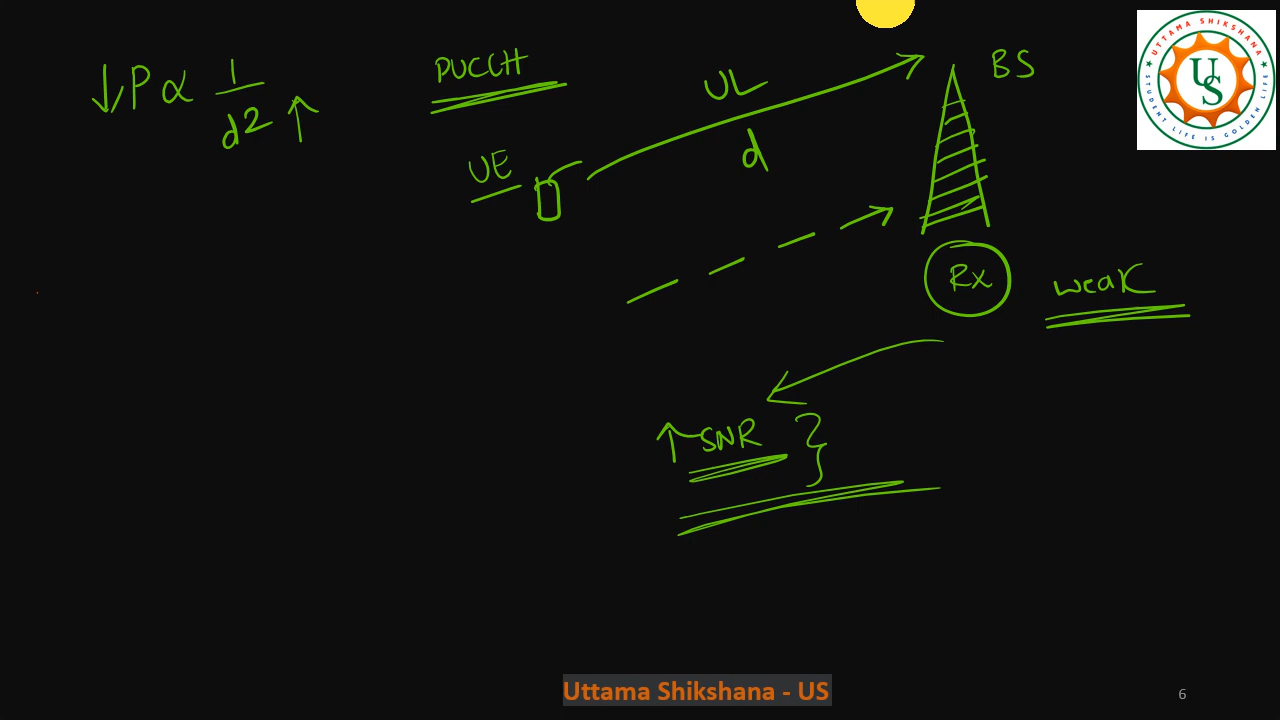 ↓P ∝ 1/d2 ↑
PUCCH
UL
BS
d
UE
Rx
weak
↑ SNR }
Uttama Shikshana - US
6
UTTAMA SHIKSHANA
US
STUDENT LIFE IS GOLDEN LIFE